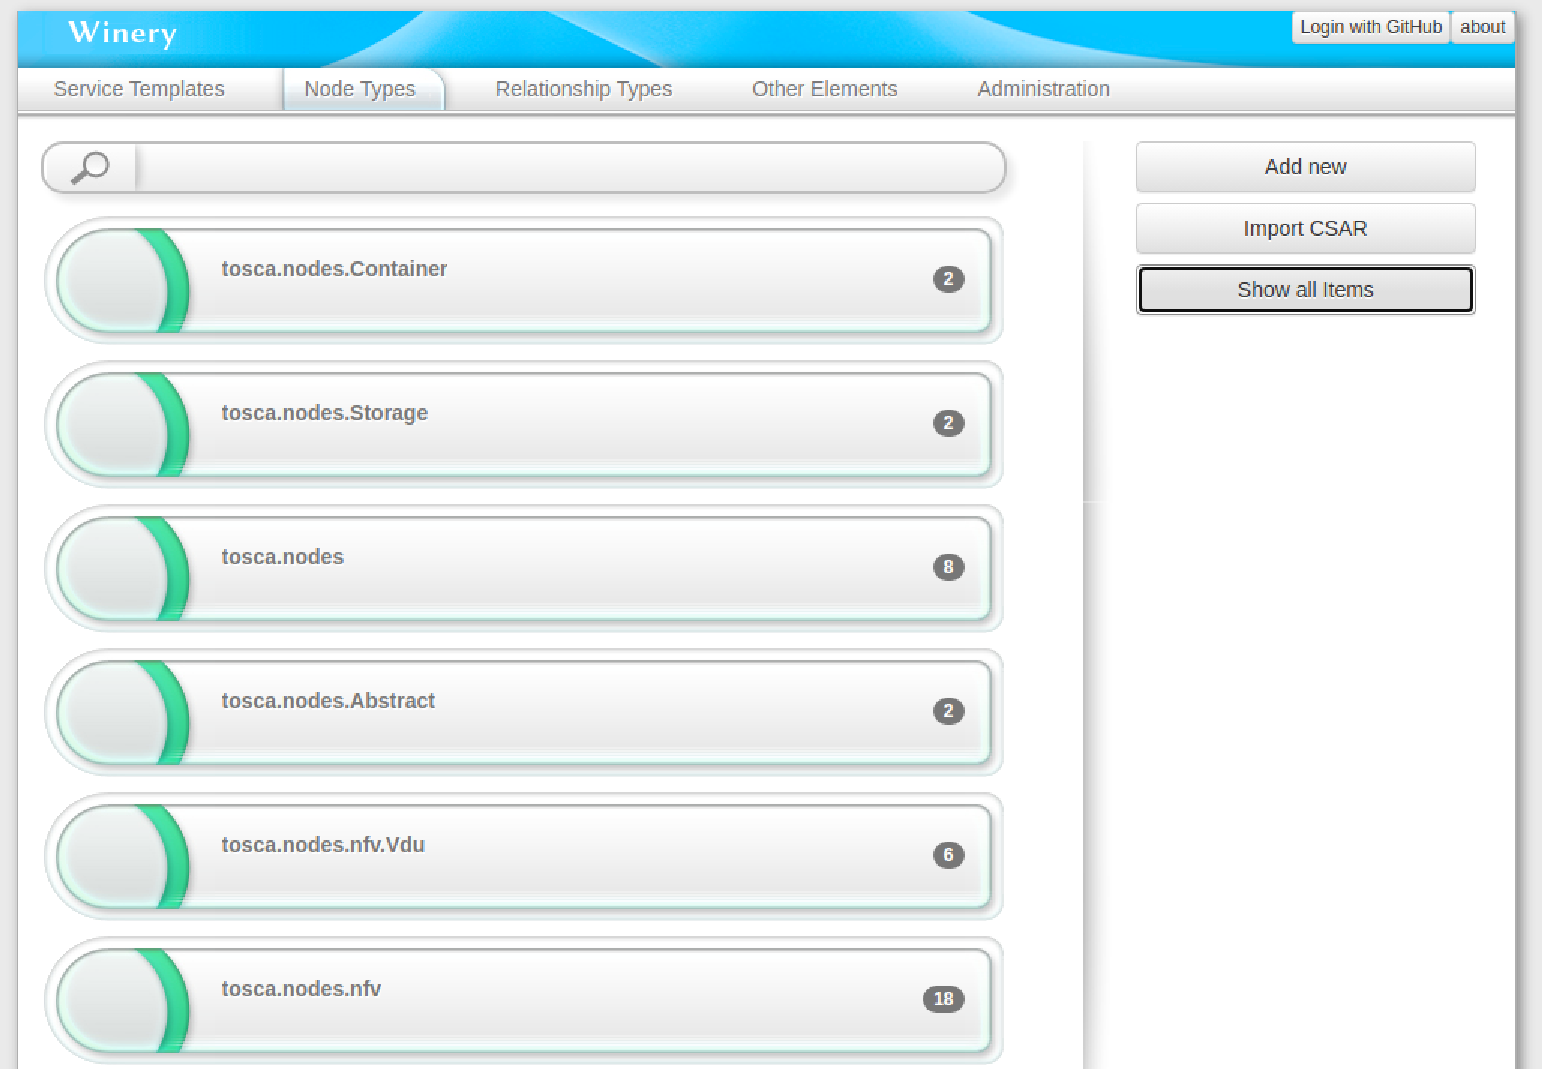 Winery
Login with GitHub about
Service Templates Node Types Relationship Types Other Elements Administration
Add new
Import CSAR
Show all Items
tosca.nodes.Container 2
tosca.nodes.Storage 2
tosca.nodes 8
tosca.nodes.Abstract 2
tosca.nodes.nfv.Vdu 6
tosca.nodes.nfv 18